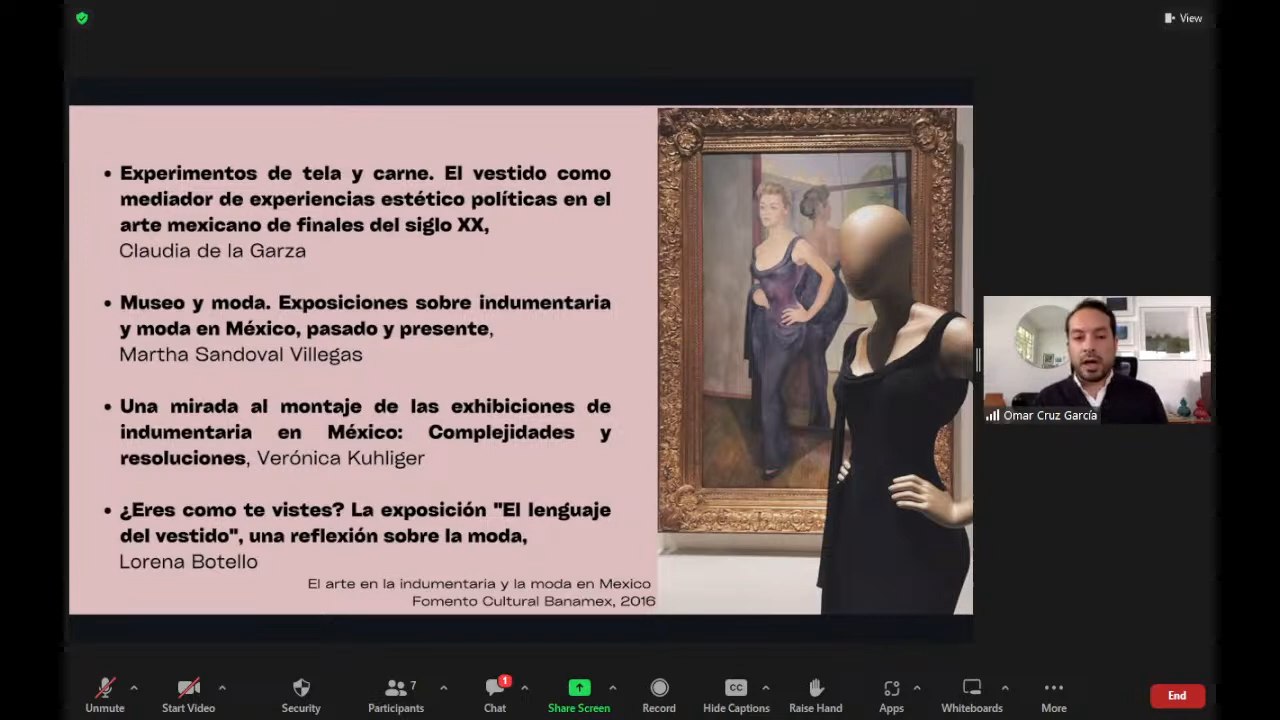 View
• Experimentos de tela y carne. El vestido como
mediador de experiencias estético políticas en el
arte mexicano de finales del siglo XX,
Claudia de la Garza
• Museo y moda. Exposiciones sobre indumentaria
y moda en México, pasado y presente,
Martha Sandoval Villegas
• Una mirada al montaje de las exhibiciones de
indumentaria en México: Complejidades y
resoluciones, Verónica Kuhliger
• ¿Eres como te vistes? La exposición "El lenguaje
del vestido", una reflexión sobre la moda,
Lorena Botello
El arte en la indumentaria y la moda en Mexico
Fomento Cultural Banamex, 2016
Omar Cruz García
7
1
CC
Unmute
Start Video
Security
Participants
Chat
Share Screen
Record
Hide Captions
Raise Hand
Apps
Whiteboards
More
End